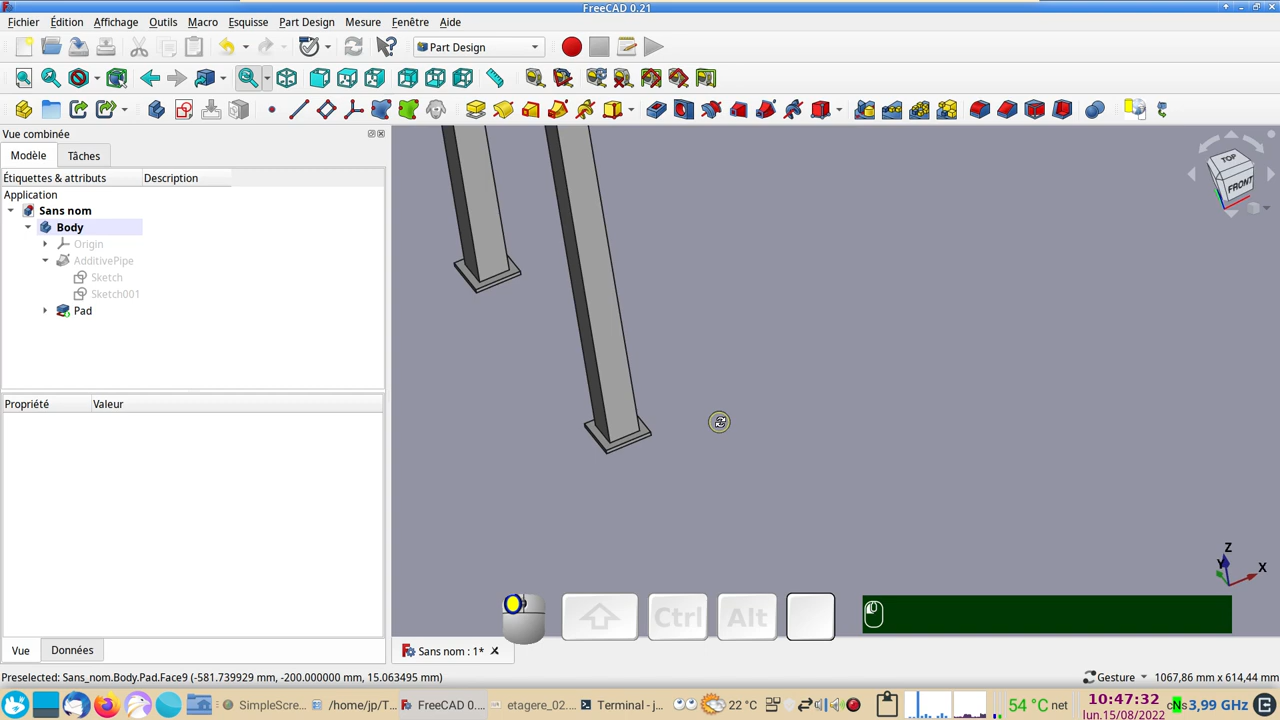 FreeCAD 0.21
Fichier Édition Affichage Outils Macro Esquisse Part Design Mesure Fenêtre Aide
Part Design
Vue combinée
Modèle Tâches
Étiquettes & attributs Description
Application
Sans nom
Body
Origin
AdditivePipe
Sketch
Sketch001
Pad
Propriété Valeur
TOP
FRONT
Z
X
Y
Ctrl Alt
Vue Données
Sans nom : 1*
Preselected: Sans_nom.Body.Pad.Face9 (-581.739929 mm, -200.000000 mm, 15.063495 mm)
Gesture 1067,86 mm x 614,44 mm
SimpleScre... /home/jp/T... FreeCAD 0.... etagere_02.... Terminal - j... 22 °C 54 °C net 10:47:32 3,99 GHz
lun.15/08/2022